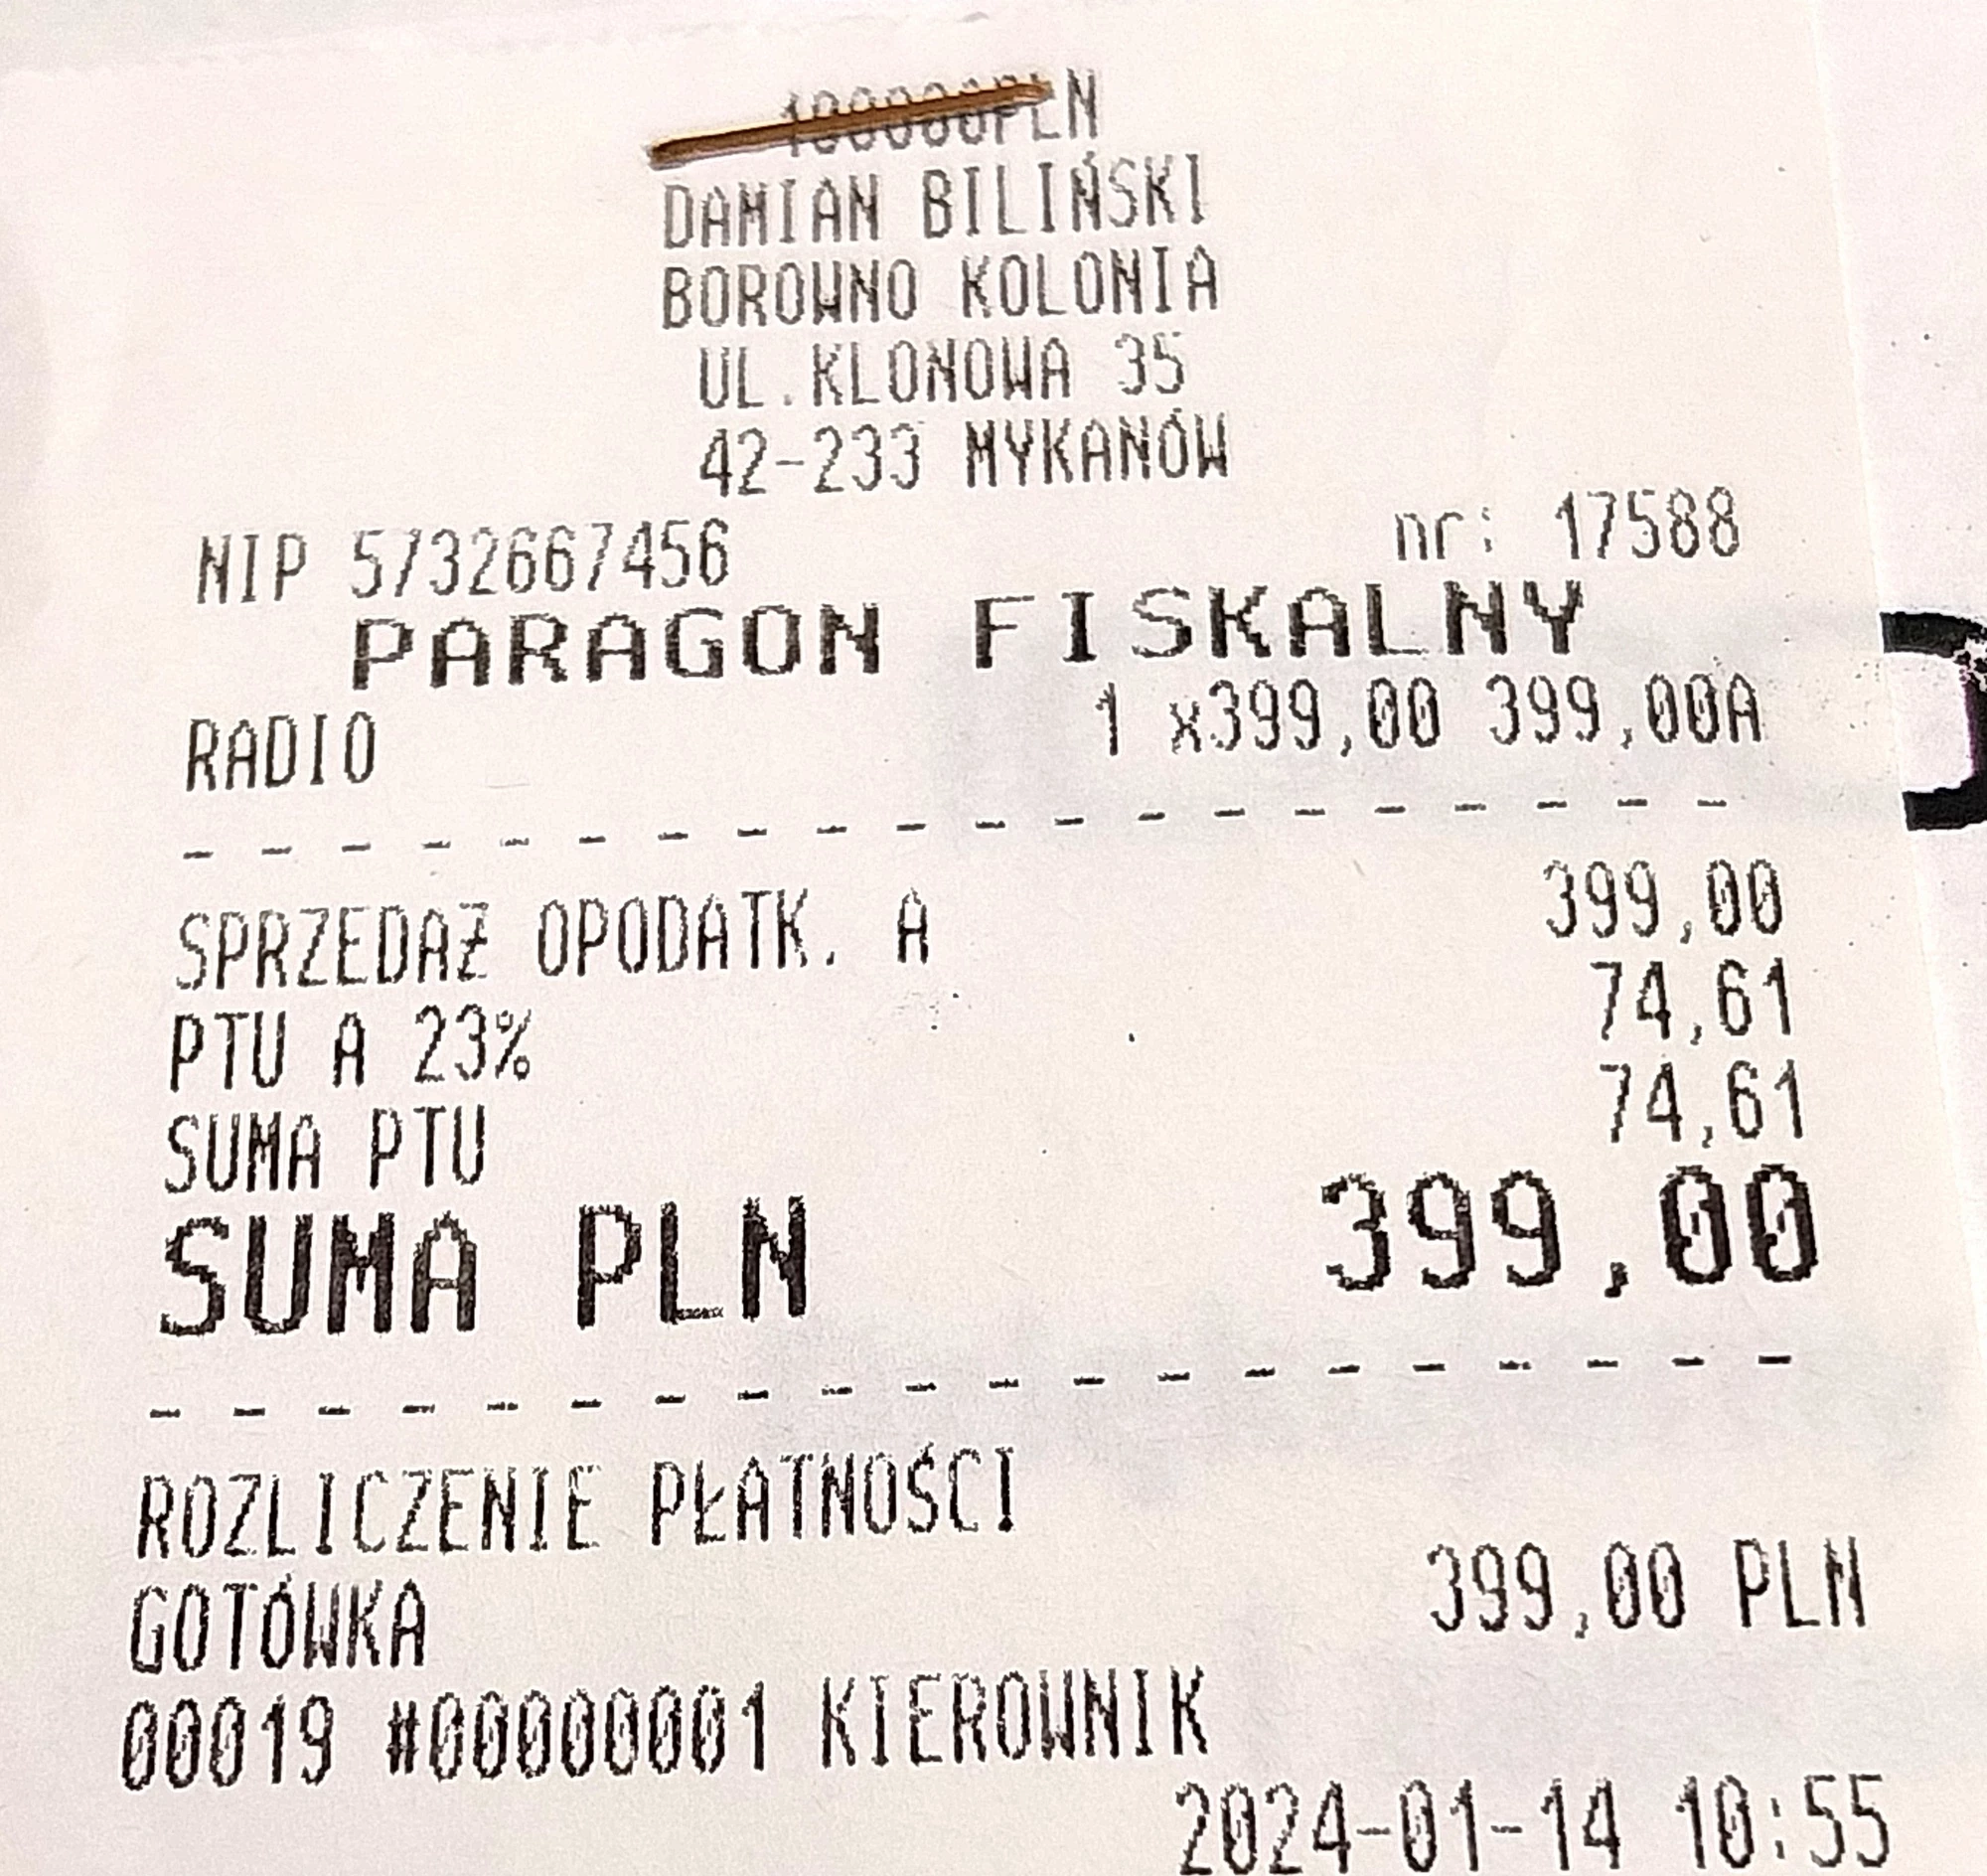 100000PLN
DAMIAN BILIŃSKI
BOROWNO KOLONIA
UL.KLONOWA 35
42-233 MYKANÓW
NIP 5732667456 nr: 17588
PARAGON FISKALNY
RADIO 1 x399,00 399,00A
- - - - - - - - - - - - - - - - - - - -
SPRZEDAŻ OPODATK. A 399,00
PTU A 23% 74,61
SUMA PTU 74,61
SUMA PLN 399,00
- - - - - - - - - - - - - - - - - - - -
ROZLICZENIE PŁATNOŚCI
GOTÓWKA 399,00 PLN
00019 #00000001 KIEROWNIK
2024-01-14 10:55